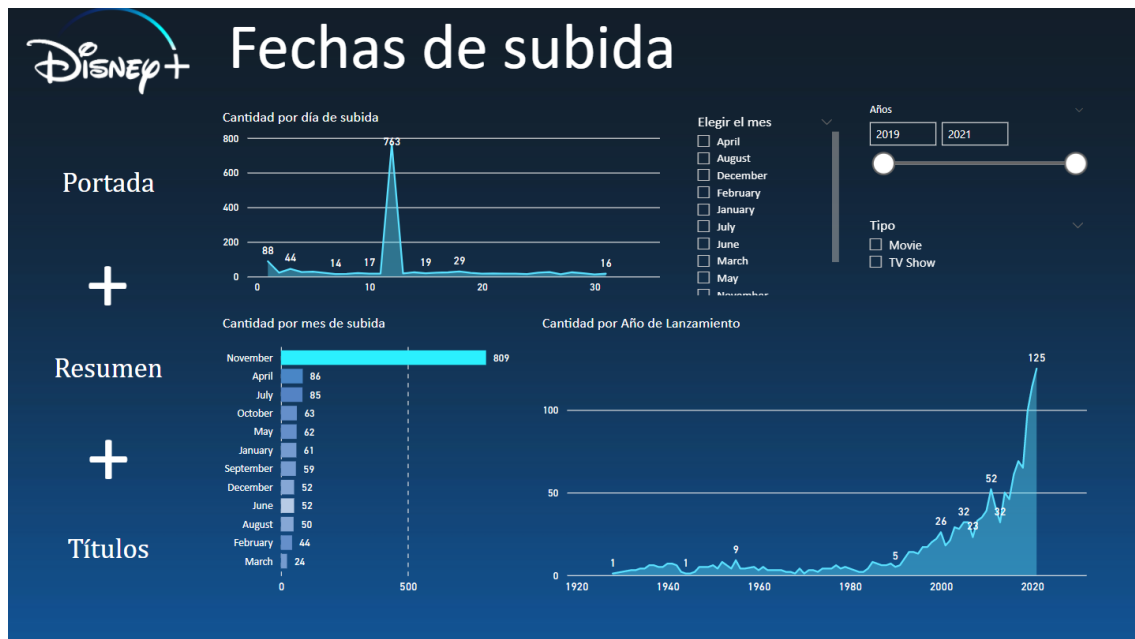 Disney+
Fechas de subida
Portada
+
Resumen
+
Títulos
Cantidad por día de subida
800
600
400
200
0
763
88
44
14
17
19
29
16
0
10
20
30
Elegir el mes
April
August
December
February
January
July
June
March
May
November
Años
2019
2021
Tipo
Movie
TV Show
Cantidad por mes de subida
November 809
April 86
July 85
October 63
May 62
January 61
September 59
December 52
June 52
August 50
February 44
March 24
0
500
Cantidad por Año de Lanzamiento
100
50
0
1
1
9
5
26
32
23
52
32
125
1920
1940
1960
1980
2000
2020